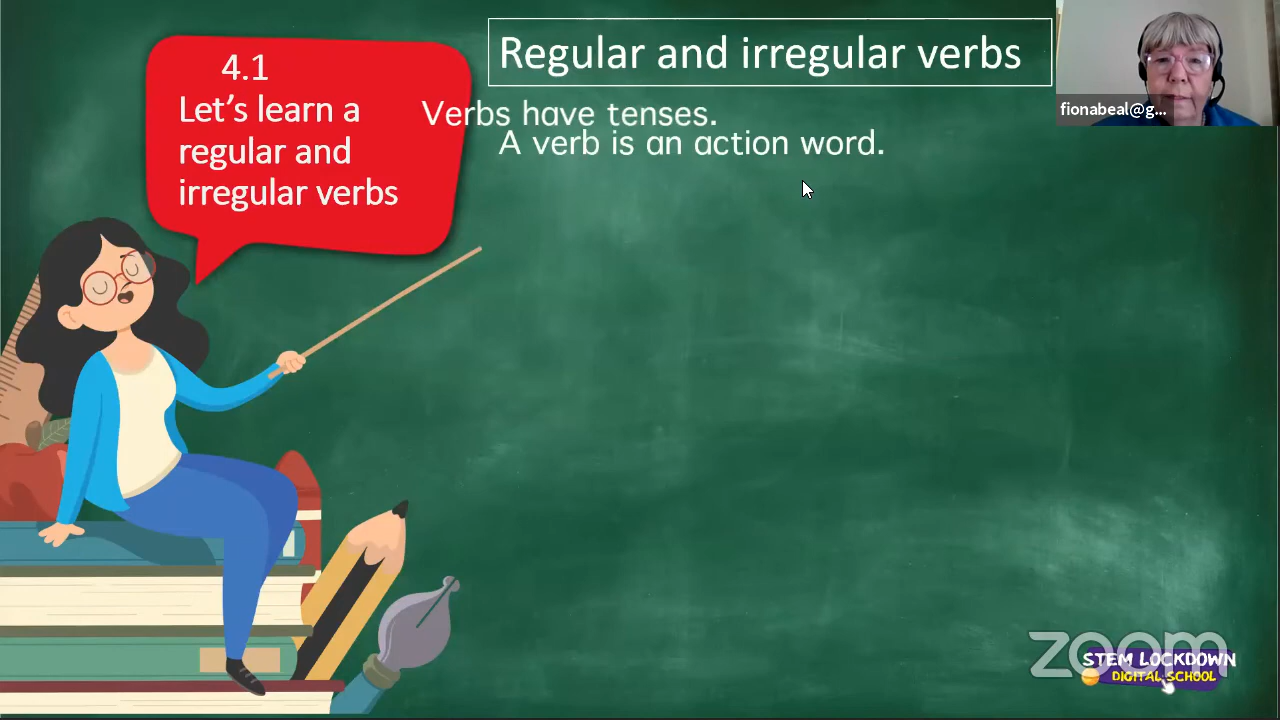 Regular and irregular verbs
4.1
Let's learn a
regular and
irregular verbs
Verbs have tenses.
A verb is an action word.
fionabeal@g...
zoom
STEM LOCKDOWN
DIGITAL SCHOOL